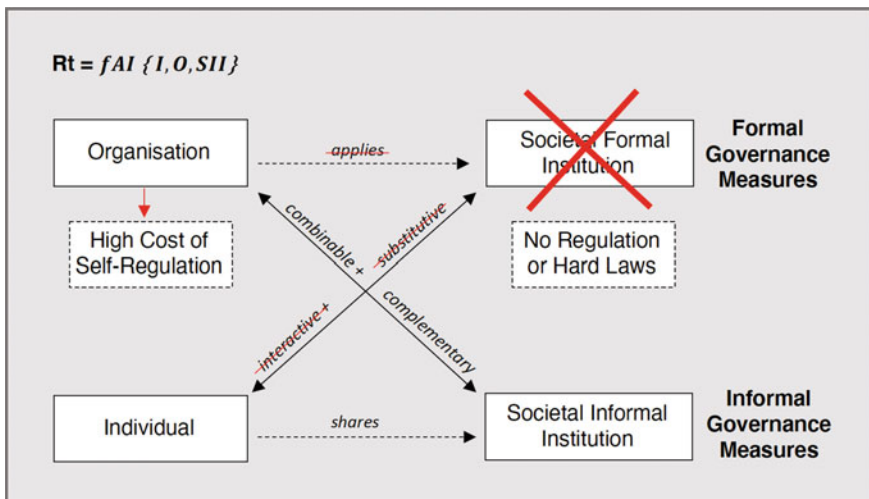 Rt = fAI {I, O, SII}
Organisation
applies
Societal Formal
Institution
Formal
Governance
Measures
High Cost of
Self-Regulation
combinable +
substitutive
No Regulation
or Hard Laws
interactive +
complementary
Individual
shares
Societal Informal
Institution
Informal
Governance
Measures